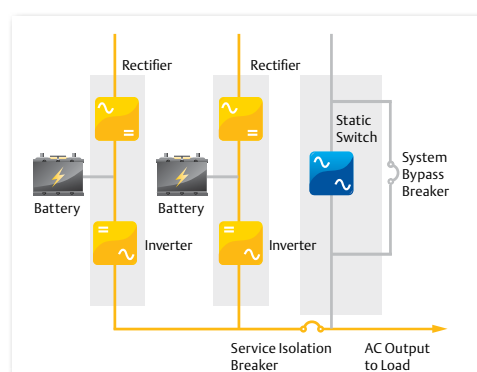 Rectifier
Rectifier
Static
Switch
System
Bypass
Breaker
Battery
Battery
Inverter
Inverter
Service Isolation
Breaker
AC Output
to Load